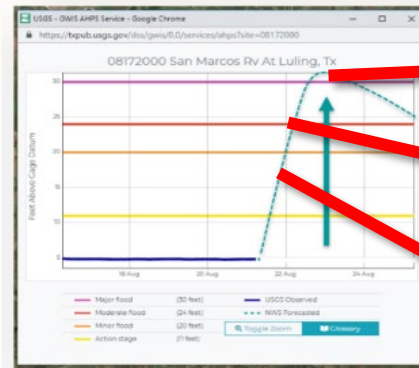 USGS - GWIS AHPS Service - Google Chrome
https://txpub.usgs.gov/dss/gwis/0.0/services/ahps?site=08172000
08172000 San Marcos Rv At Luling, Tx
Feet Above Gage Datum
30
25
20
15
10
5
18 Aug 20 Aug 22 Aug 24 Aug
Major flood (30 feet) USGS Observed
Moderate flood (24 feet) NWS Forecasted
Minor flood (20 feet) Toggle Zoom Glossary
Action stage (11 feet)